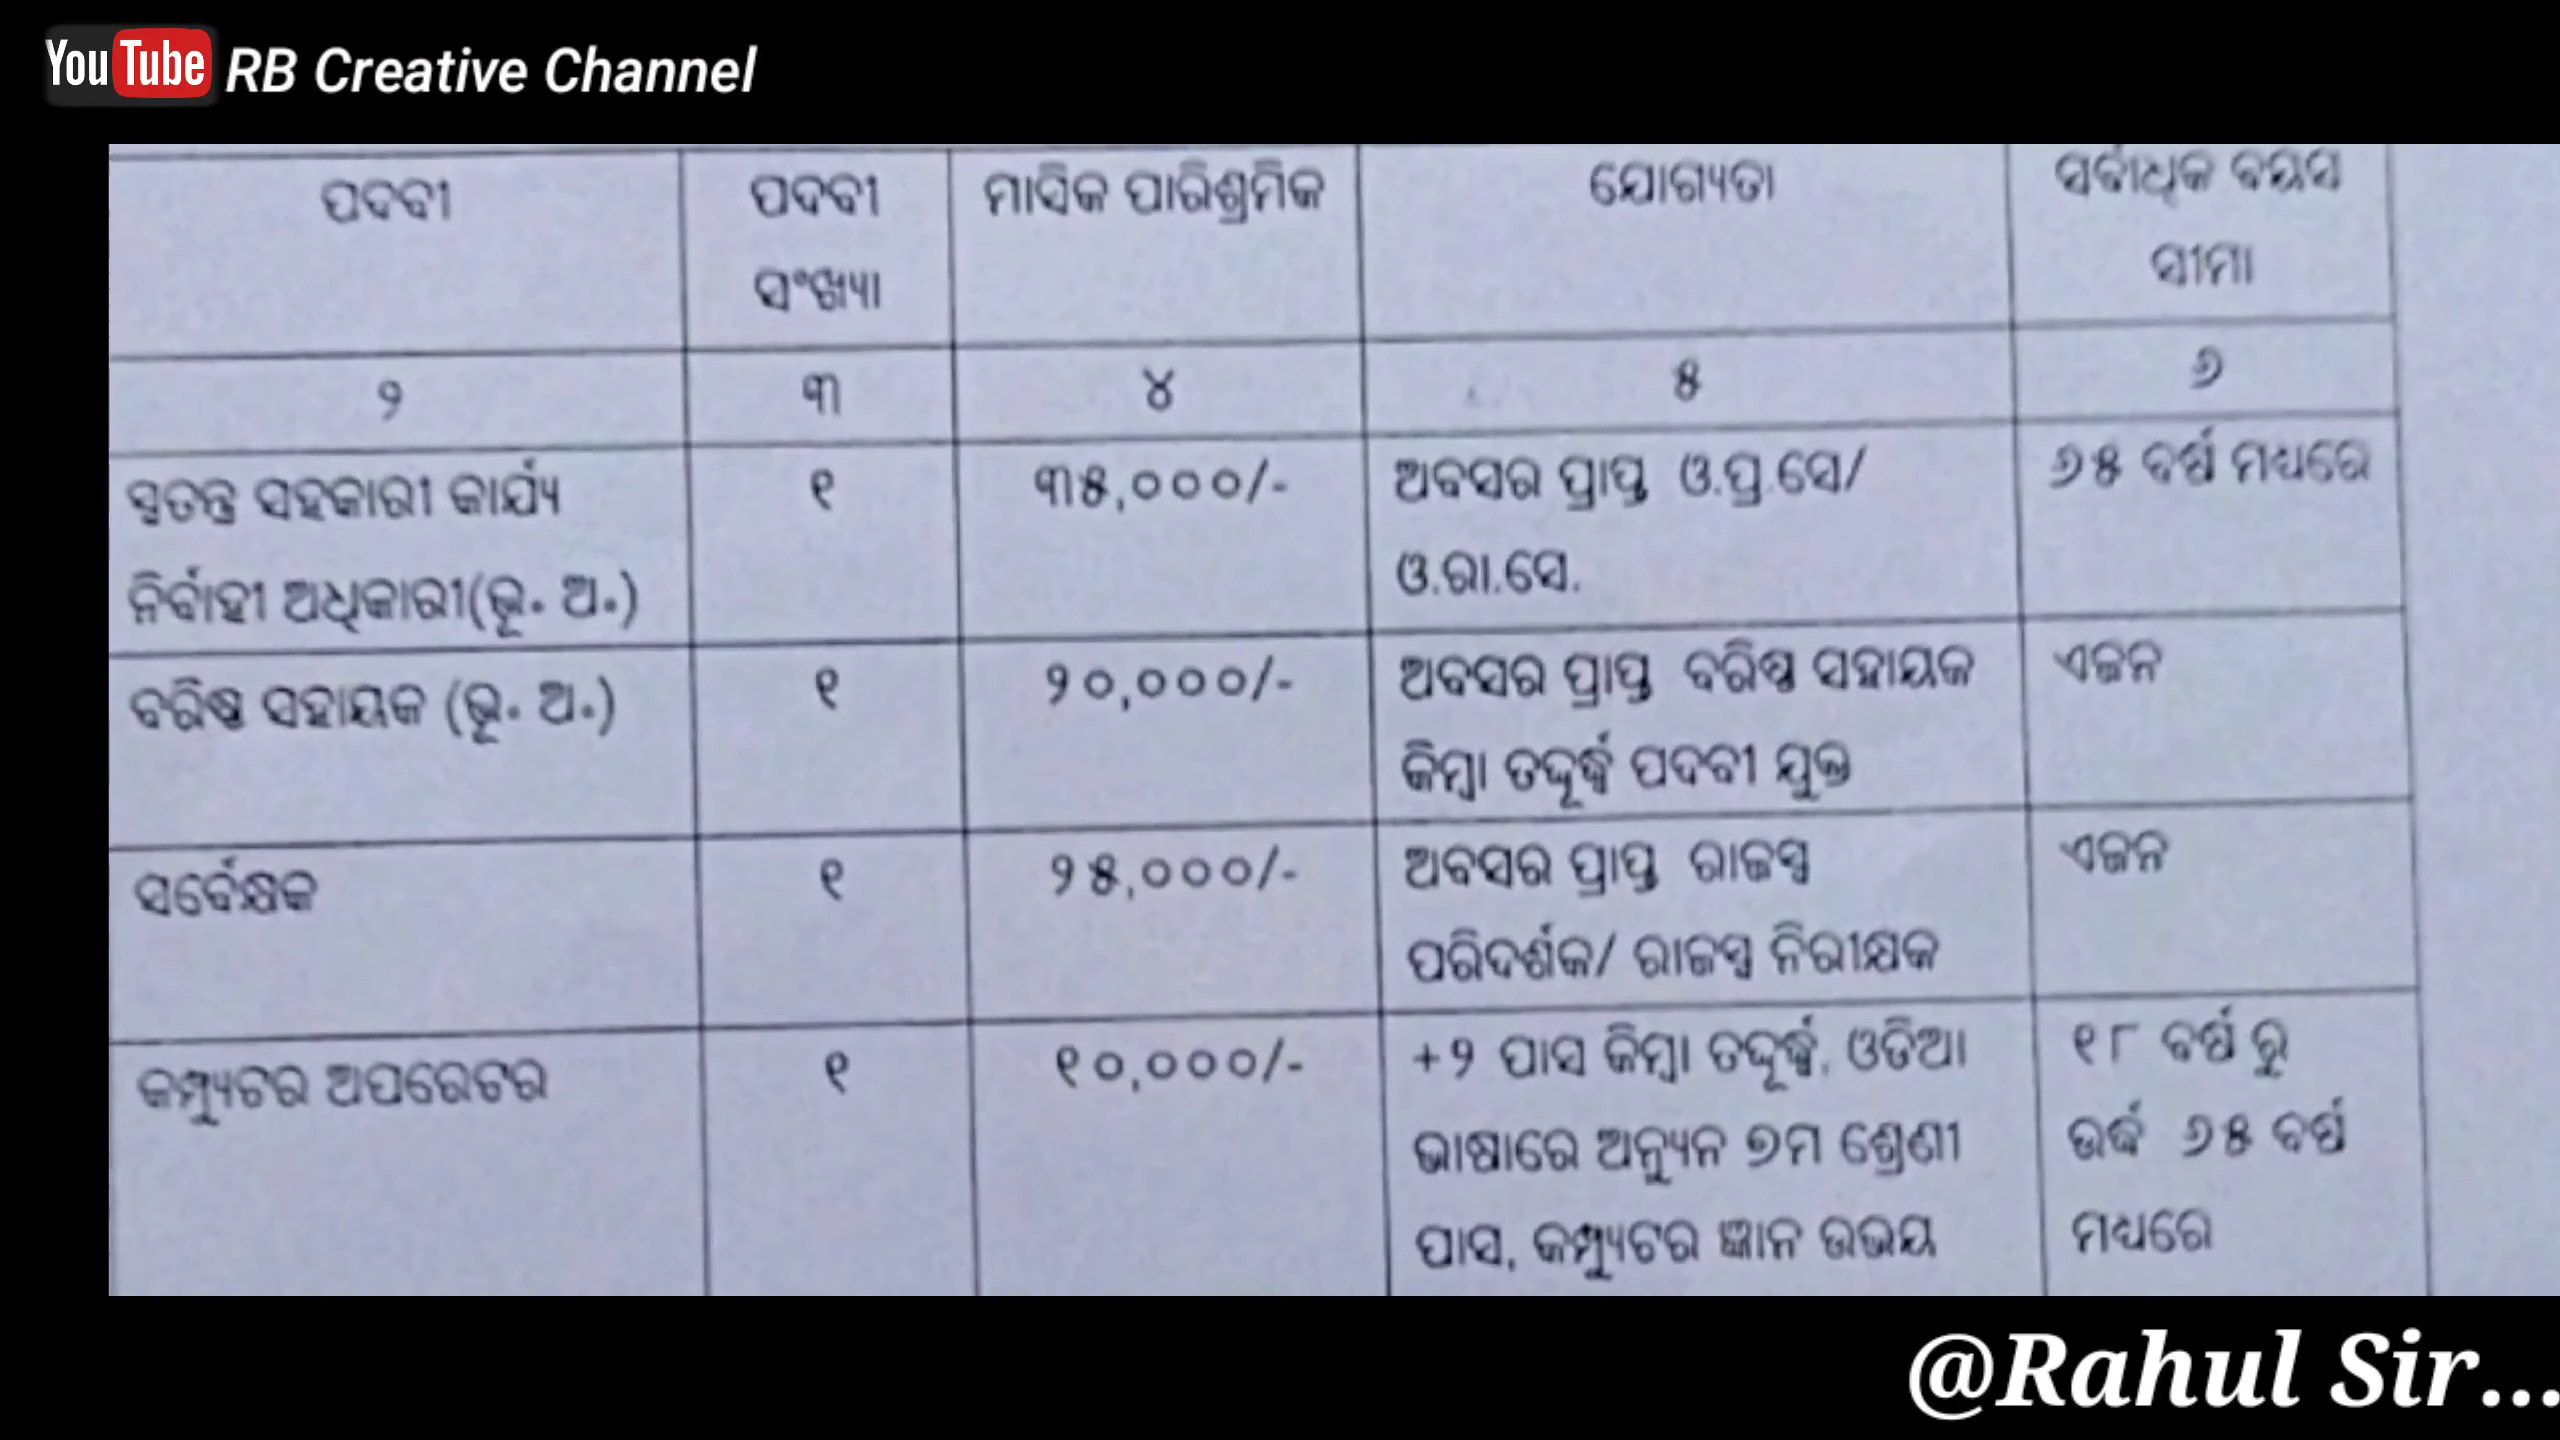 YouTube RB Creative Channel
ପଦବୀ
ପଦବୀ
ସଂଖ୍ୟା
ମାସିକ ପାରିଶ୍ରମିକ
ଯୋଗ୍ୟତା
ସର୍ବାଧିକ ବୟସ
ସୀମା
୨
୩
୪
୫
୬
ସ୍ୱତନ୍ତ୍ର ସହକାରୀ କାର୍ଯ୍ୟ
ନିର୍ବାହୀ ଅଧିକାରୀ(ଭୂ. ଅ.)
୧
୩୫,୦୦୦/-
ଅବସର ପ୍ରାପ୍ତ ଓ.ପ୍ର.ସେ/
ଓ.ରା.ସେ.
୬୫ ବର୍ଷ ମଧ୍ୟରେ
ବରିଷ୍ଠ ସହାୟକ (ଭୂ. ଅ.)
୧
୨୦,୦୦୦/-
ଅବସର ପ୍ରାପ୍ତ ବରିଷ୍ଠ ସହାୟକ
କିମ୍ବା ତଦ୍ଦୂର୍ଦ୍ଧ୍ୱ ପଦବୀ ଯୁକ୍ତ
ଏଜନ
ସର୍ବେକ୍ଷକ
୧
୨୫,୦୦୦/-
ଅବସର ପ୍ରାପ୍ତ ରାଜସ୍ୱ
ପରିଦର୍ଶକ/ ରାଜସ୍ୱ ନିରୀକ୍ଷକ
ଏଜନ
କମ୍ପ୍ୟୁଟର ଅପରେଟର
୧
୧୦,୦୦୦/-
+୨ ପାସ କିମ୍ବା ତଦ୍ଦୂର୍ଦ୍ଧ୍ୱ, ଓଡିଆ
ଭାଷାରେ ଅନ୍ୟୁନ ୭ମ ଶ୍ରେଣୀ
ପାସ, କମ୍ପ୍ୟୁଟର ଜ୍ଞାନ ଉଭୟ
୧୮ ବର୍ଷ ରୁ
ଉର୍ଦ୍ଧ ୬୫ ବର୍ଷ
ମଧ୍ୟରେ
@Rahul Sir...